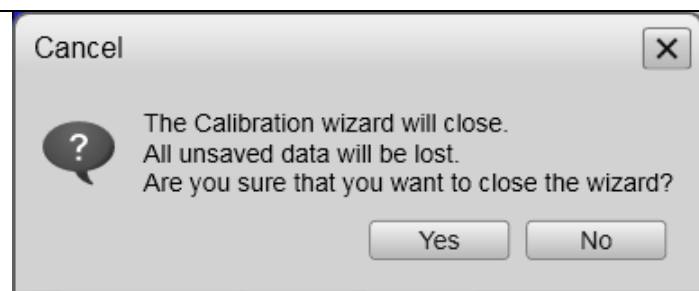 Cancel
?
The Calibration wizard will close.
All unsaved data will be lost.
Are you sure that you want to close the wizard?
Yes No